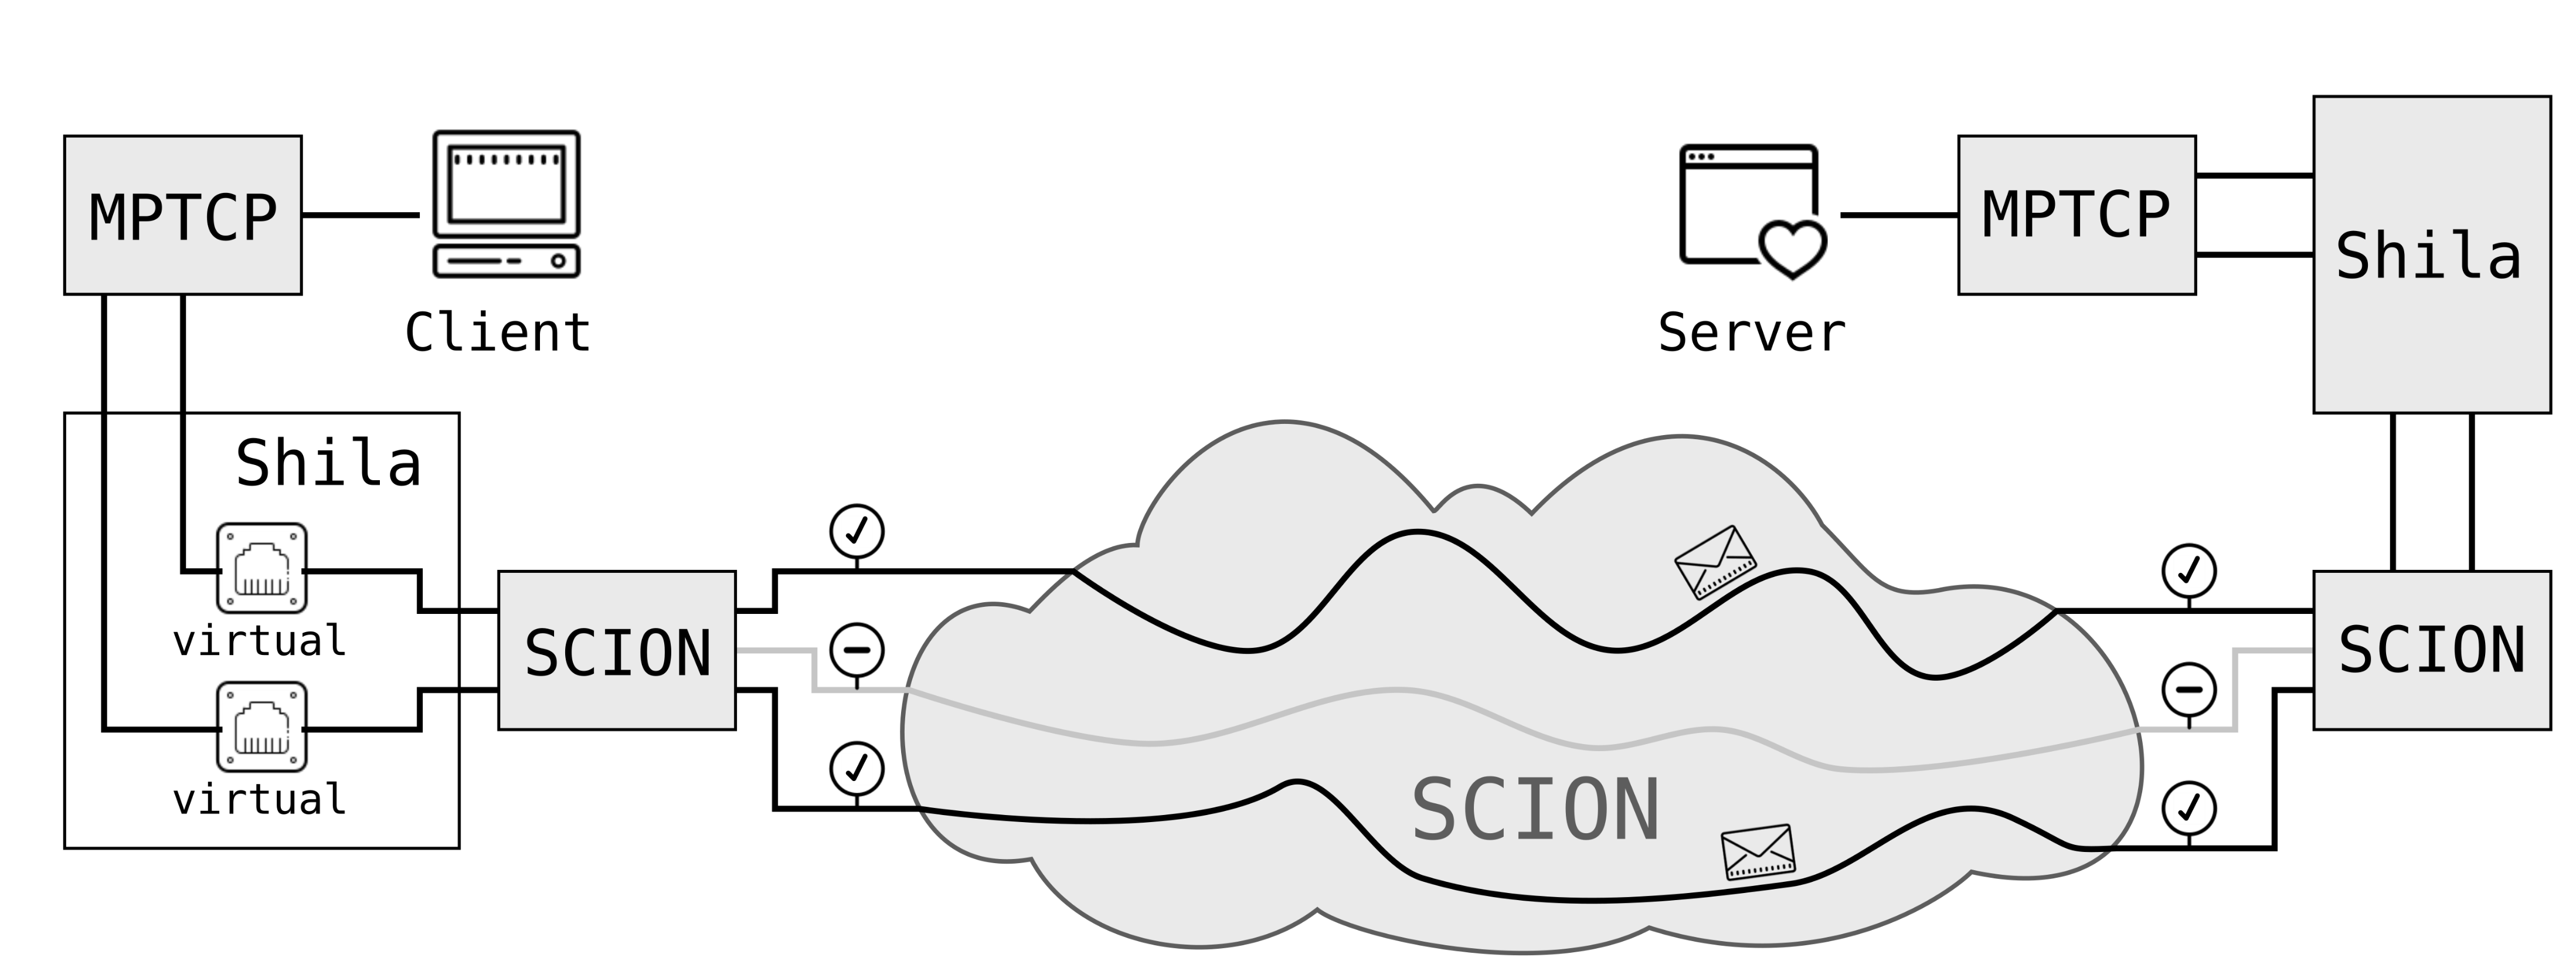 MPTCP
Client
Server
MPTCP
Shila
Shila
virtual
virtual
SCION
SCION
SCION